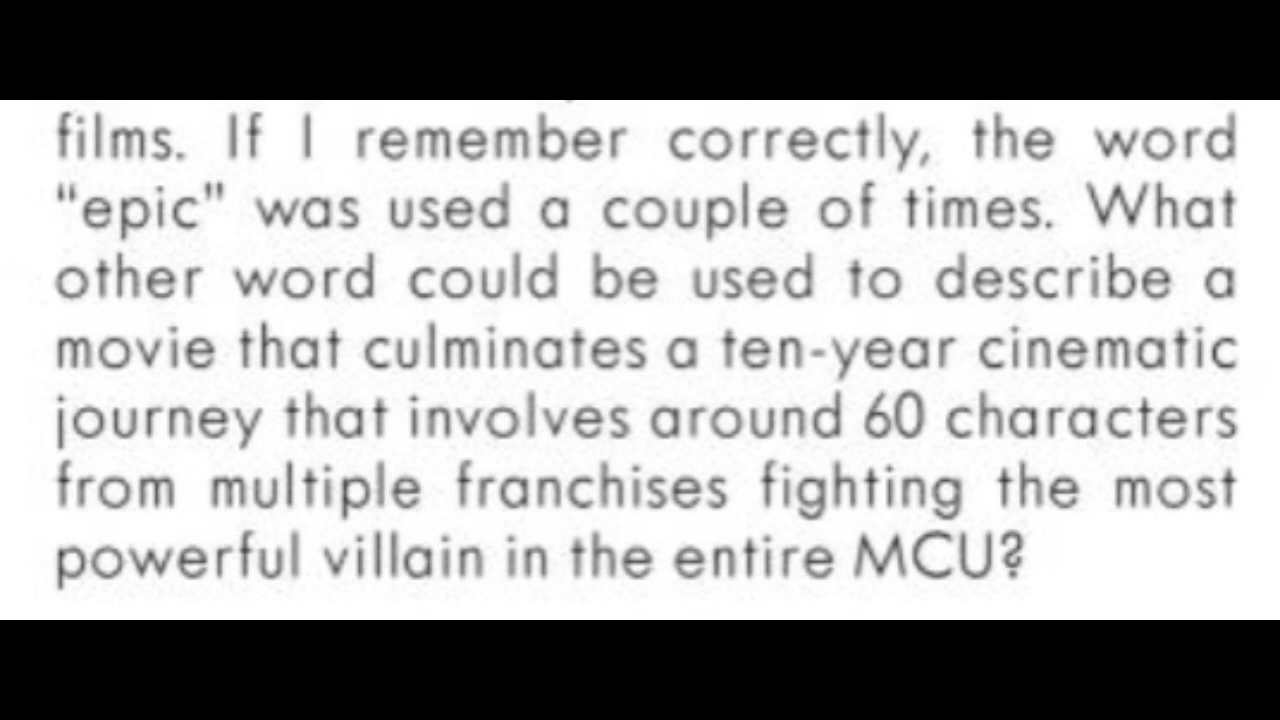 films. If I remember correctly, the word
“epic” was used a couple of times. What
other word could be used to describe a
movie that culminates a ten-year cinematic
journey that involves around 60 characters
from multiple franchises fighting the most
powerful villain in the entire MCU?